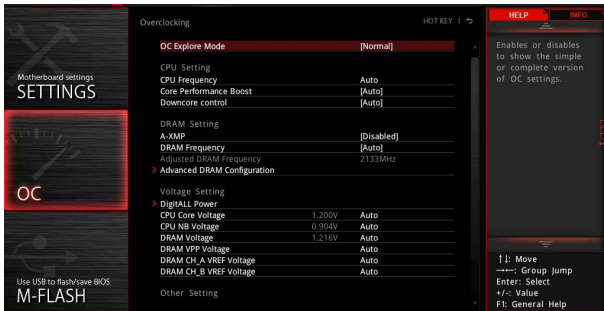 Motherboard settings
SETTINGS
OC
Use USB to flash/save BIOS
M-FLASH
Overclocking
HOT KEY
OC Explore Mode [Normal]
CPU Setting
CPU Frequency Auto
Core Performance Boost [Auto]
Downcore control [Auto]
DRAM Setting
A-XMP [Disabled]
DRAM Frequency [Auto]
Adjusted DRAM Frequency 2133MHz
Advanced DRAM Configuration
Voltage Setting
DigitALL Power
CPU Core Voltage 1.200V Auto
CPU NB Voltage 0.904V Auto
DRAM Voltage 1.216V Auto
DRAM VPP Voltage Auto
DRAM CH_A VREF Voltage Auto
DRAM CH_B VREF Voltage Auto
Other Setting
HELP
INFO
Enables or disables
to show the simple
or complete version
of OC settings.
↑↓: Move
→←: Group Jump
Enter: Select
+/-: Value
F1: General Help